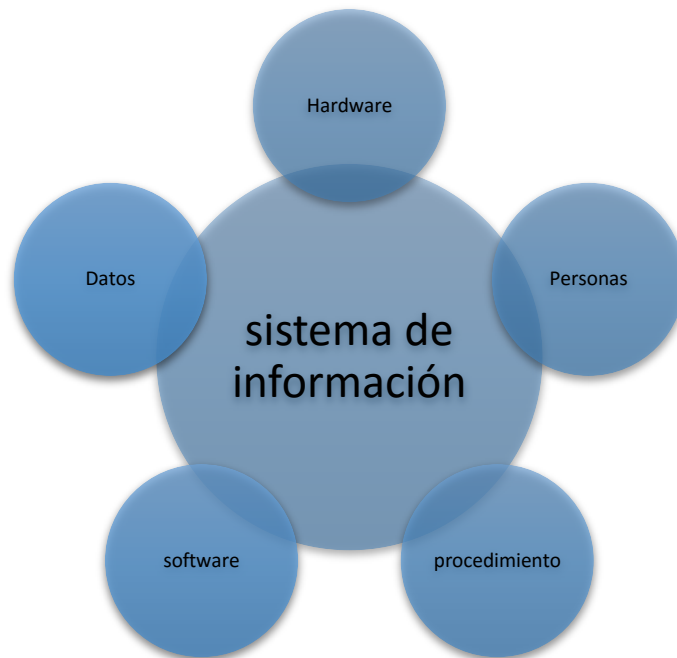 Hardware
Datos
Personas
sistema de
información
software
procedimiento